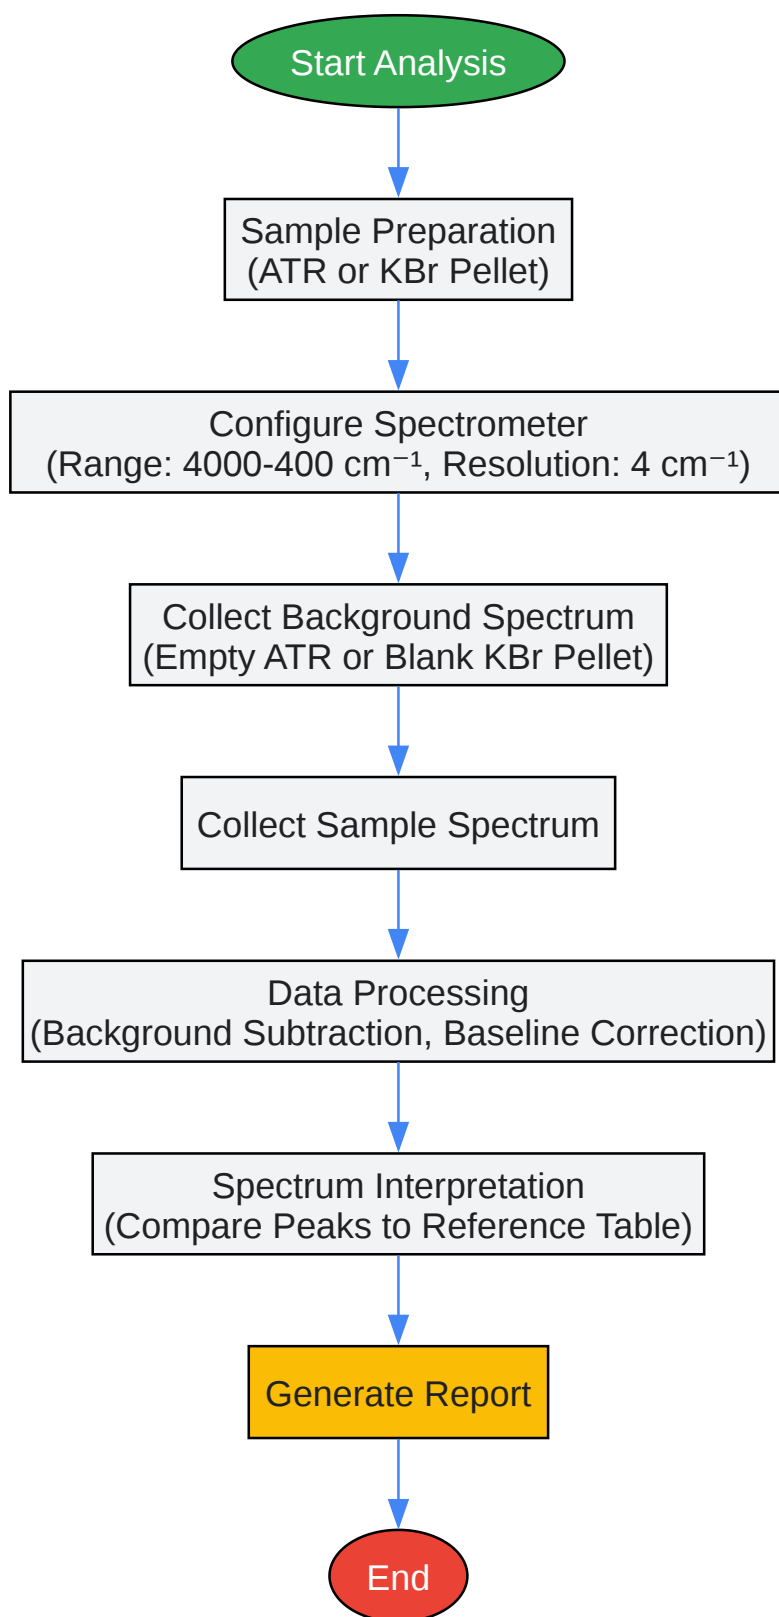 Start Analysis
Sample Preparation
(ATR or KBr Pellet)
Configure Spectrometer
(Range: 4000-400 cm⁻¹, Resolution: 4 cm⁻¹)
Collect Background Spectrum
(Empty ATR or Blank KBr Pellet)
Collect Sample Spectrum
Data Processing
(Background Subtraction, Baseline Correction)
Spectrum Interpretation
(Compare Peaks to Reference Table)
Generate Report
End